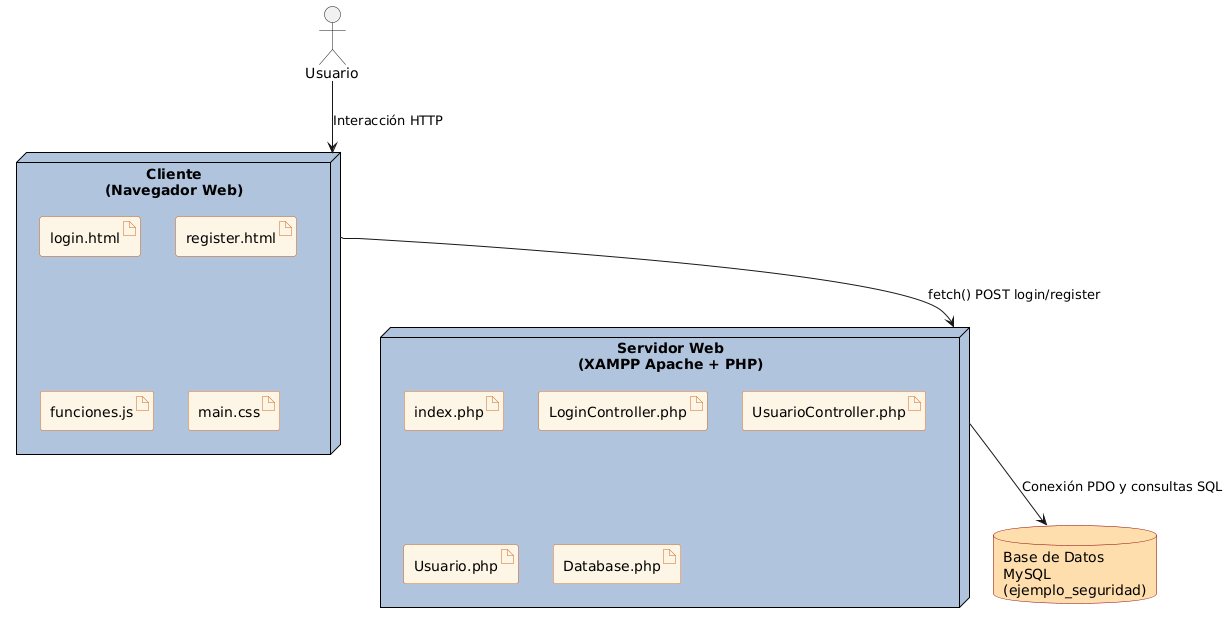 Usuario
Interacción HTTP
Cliente
(Navegador Web)
login.html
register.html
funciones.js
main.css
fetch() POST login/register
Servidor Web
(XAMPP Apache + PHP)
index.php
LoginController.php
UsuarioController.php
Usuario.php
Database.php
Conexión PDO y consultas SQL
Base de Datos
MySQL
(ejemplo_seguridad)